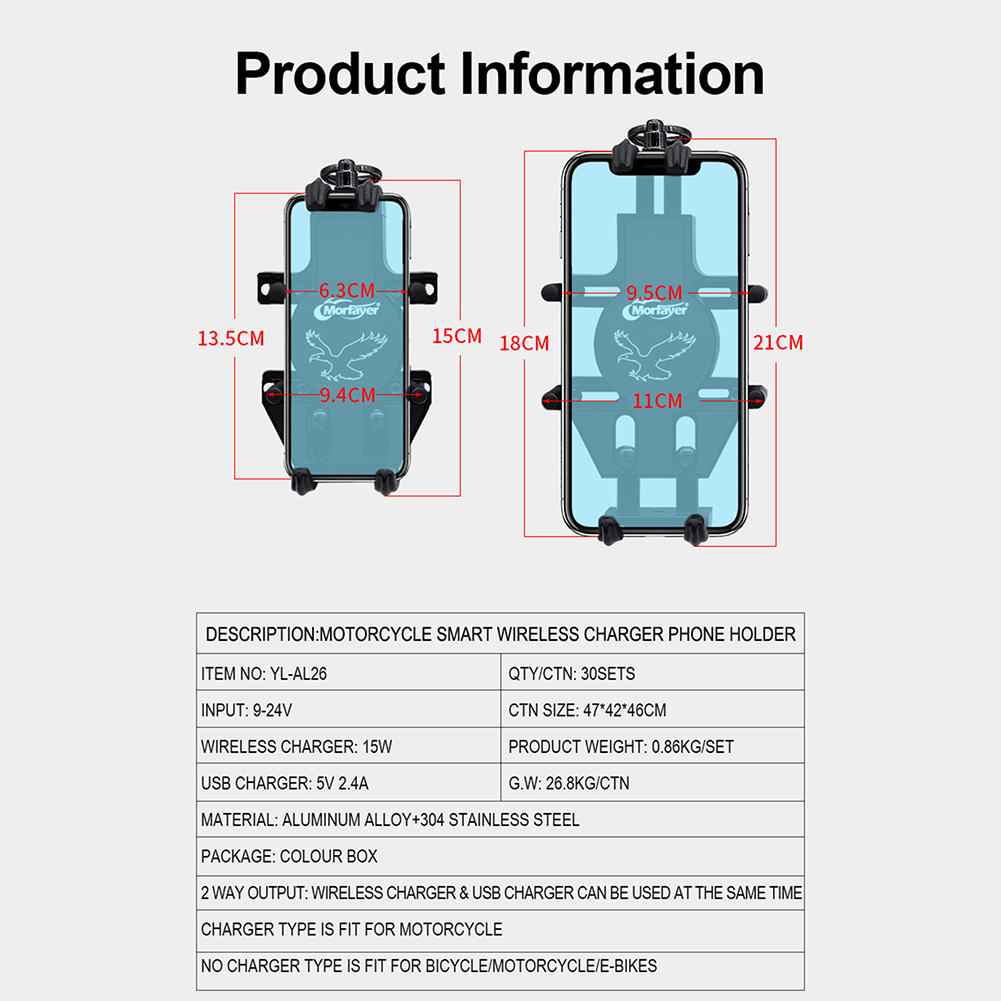 Product Information
6.3CM
9.5CM
Morfayer®
Morfayer®
13.5CM
15CM
18CM
21CM
9.4CM
11CM
DESCRIPTION:MOTORCYCLE SMART WIRELESS CHARGER PHONE HOLDER
ITEM NO: YL-AL26
QTY/CTN: 30SETS
INPUT: 9-24V
CTN SIZE: 47*42*46CM
WIRELESS CHARGER: 15W
PRODUCT WEIGHT: 0.86KG/SET
USB CHARGER: 5V 2.4A
G.W: 26.8KG/CTN
MATERIAL: ALUMINUM ALLOY+304 STAINLESS STEEL
PACKAGE: COLOUR BOX
2 WAY OUTPUT: WIRELESS CHARGER & USB CHARGER CAN BE USED AT THE SAME TIME
CHARGER TYPE IS FIT FOR MOTORCYCLE
NO CHARGER TYPE IS FIT FOR BICYCLE/MOTORCYCLE/E-BIKES